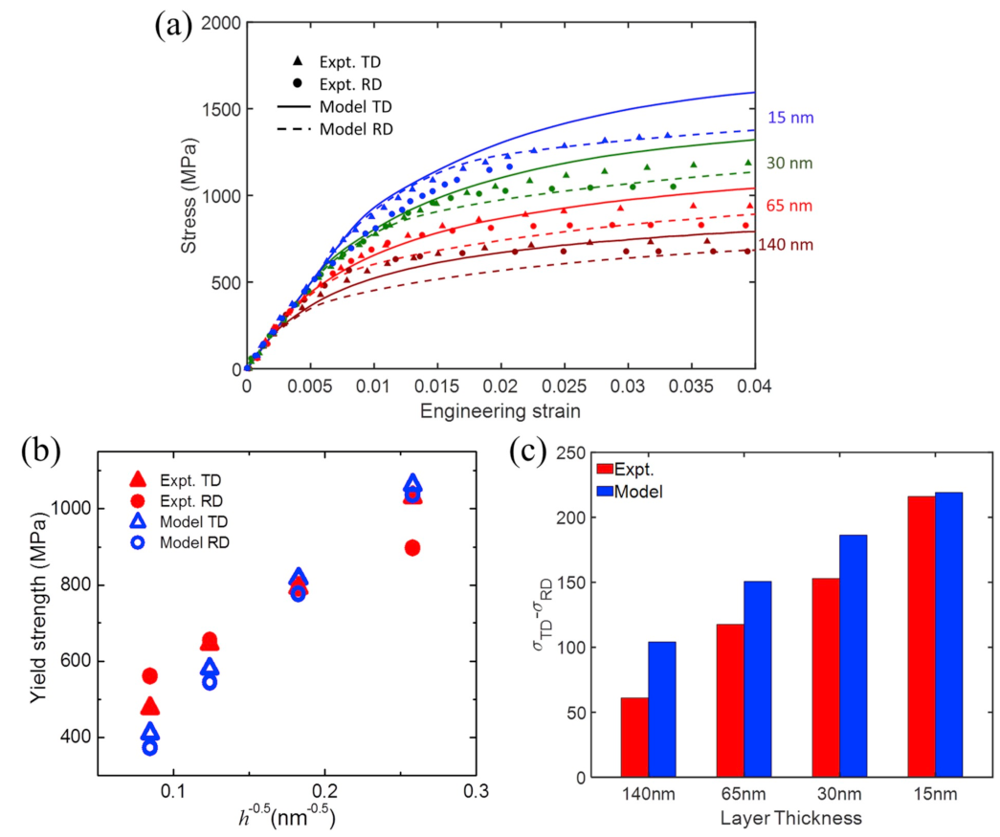 (a)
2000
1500
1000
500
0
Stress (MPa)
Expt. TD
Expt. RD
Model TD
Model RD
15 nm
30 nm
65 nm
140 nm
0 0.005 0.01 0.015 0.02 0.025 0.03 0.035 0.04
Engineering strain
(b)
1000
800
600
400
Yield strength (MPa)
Expt. TD
Expt. RD
Model TD
Model RD
0.1 0.2 0.3
h-0.5(nm-0.5)
(c)
250
200
150
100
50
0
σTD-σRD
Expt.
Model
140nm 65nm 30nm 15nm
Layer Thickness